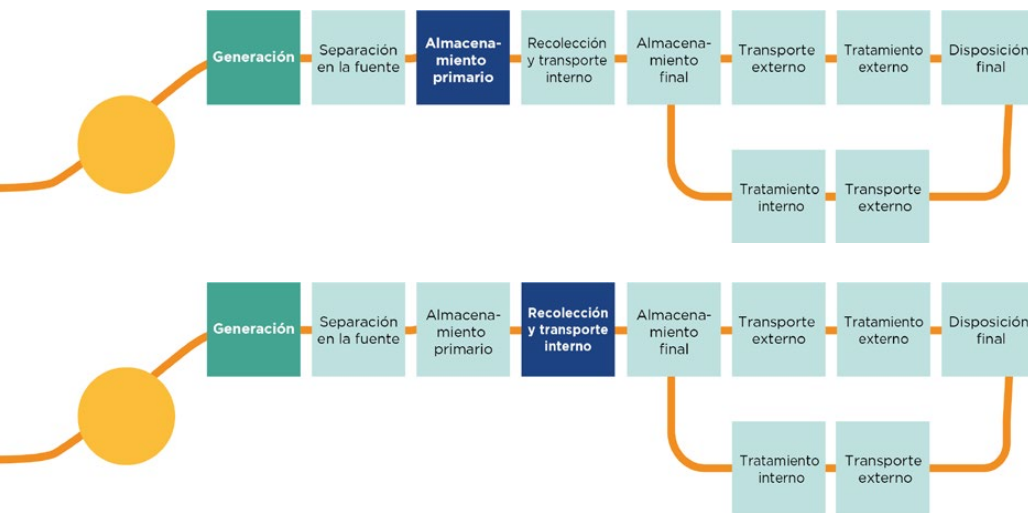 Generación
Separación
en la fuente
Almacena-
miento
primario
Recolección
y transporte
interno
Almacena-
miento
final
Transporte
externo
Tratamiento
externo
Disposición
final
Tratamiento
interno
Transporte
externo
Generación
Separación
en la fuente
Almacena-
miento
primario
Recolección
y transporte
interno
Almacena-
miento
final
Transporte
externo
Tratamiento
externo
Disposición
final
Tratamiento
interno
Transporte
externo